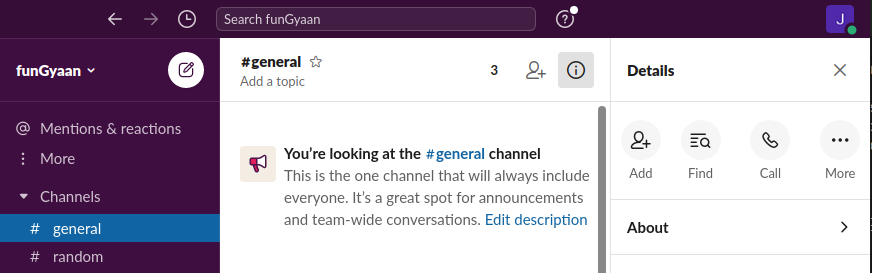 Search funGyaan
J
funGyaan
Mentions & reactions
More
Channels
# general
# random
#general
Add a topic
3
You’re looking at the #general channel
This is the one channel that will always include
everyone. It’s a great spot for announcements
and team-wide conversations. Edit description
Details
Add Find Call More
About